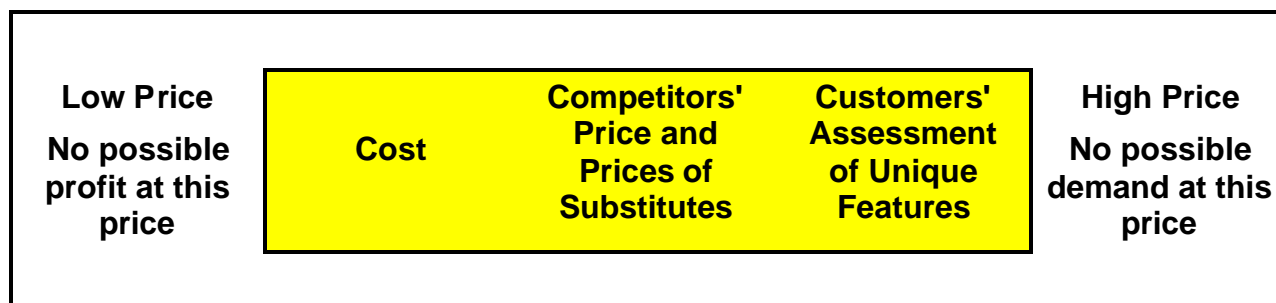 Low Price
No possible
profit at this
price
Cost
Competitors'
Price and
Prices of
Substitutes
Customers'
Assessment
of Unique
Features
High Price
No possible
demand at this
price